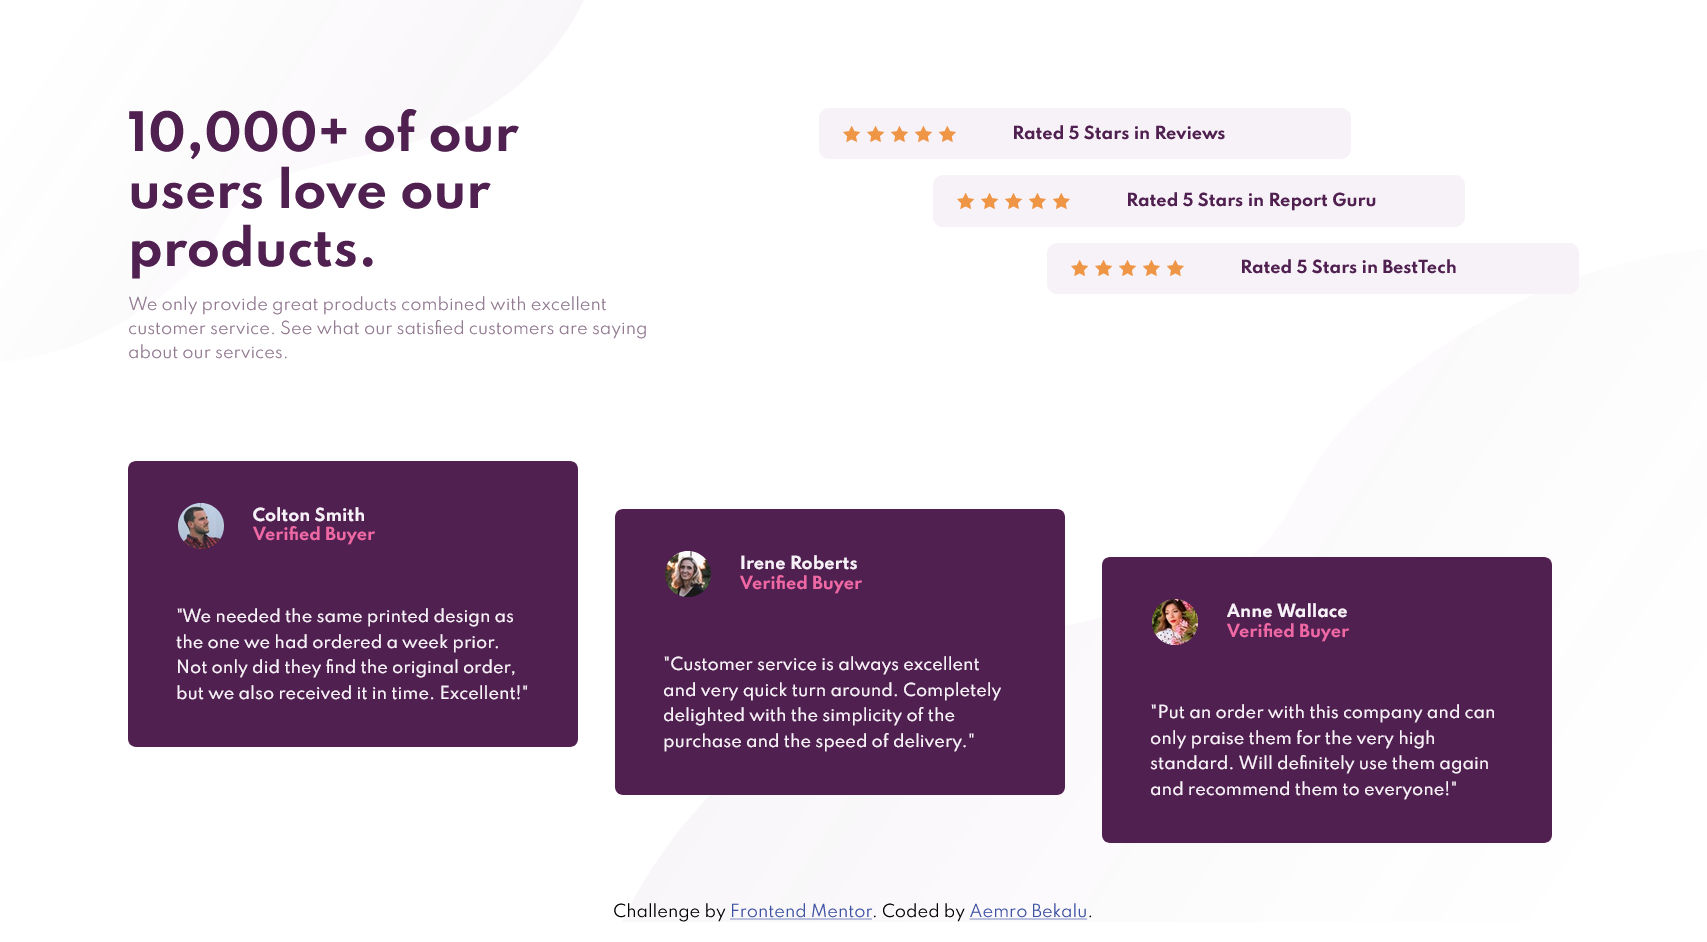 10,000+ of our
users love our
products.
We only provide great products combined with excellent
customer service. See what our satisfied customers are saying
about our services.
Rated 5 Stars in Reviews
Rated 5 Stars in Report Guru
Rated 5 Stars in BestTech
Colton Smith
Verified Buyer
"We needed the same printed design as
the one we had ordered a week prior.
Not only did they find the original order,
but we also received it in time. Excellent!"
Irene Roberts
Verified Buyer
"Customer service is always excellent
and very quick turn around. Completely
delighted with the simplicity of the
purchase and the speed of delivery."
Anne Wallace
Verified Buyer
"Put an order with this company and can
only praise them for the very high
standard. Will definitely use them again
and recommend them to everyone!"
Challenge by Frontend Mentor. Coded by Aemro Bekalu.